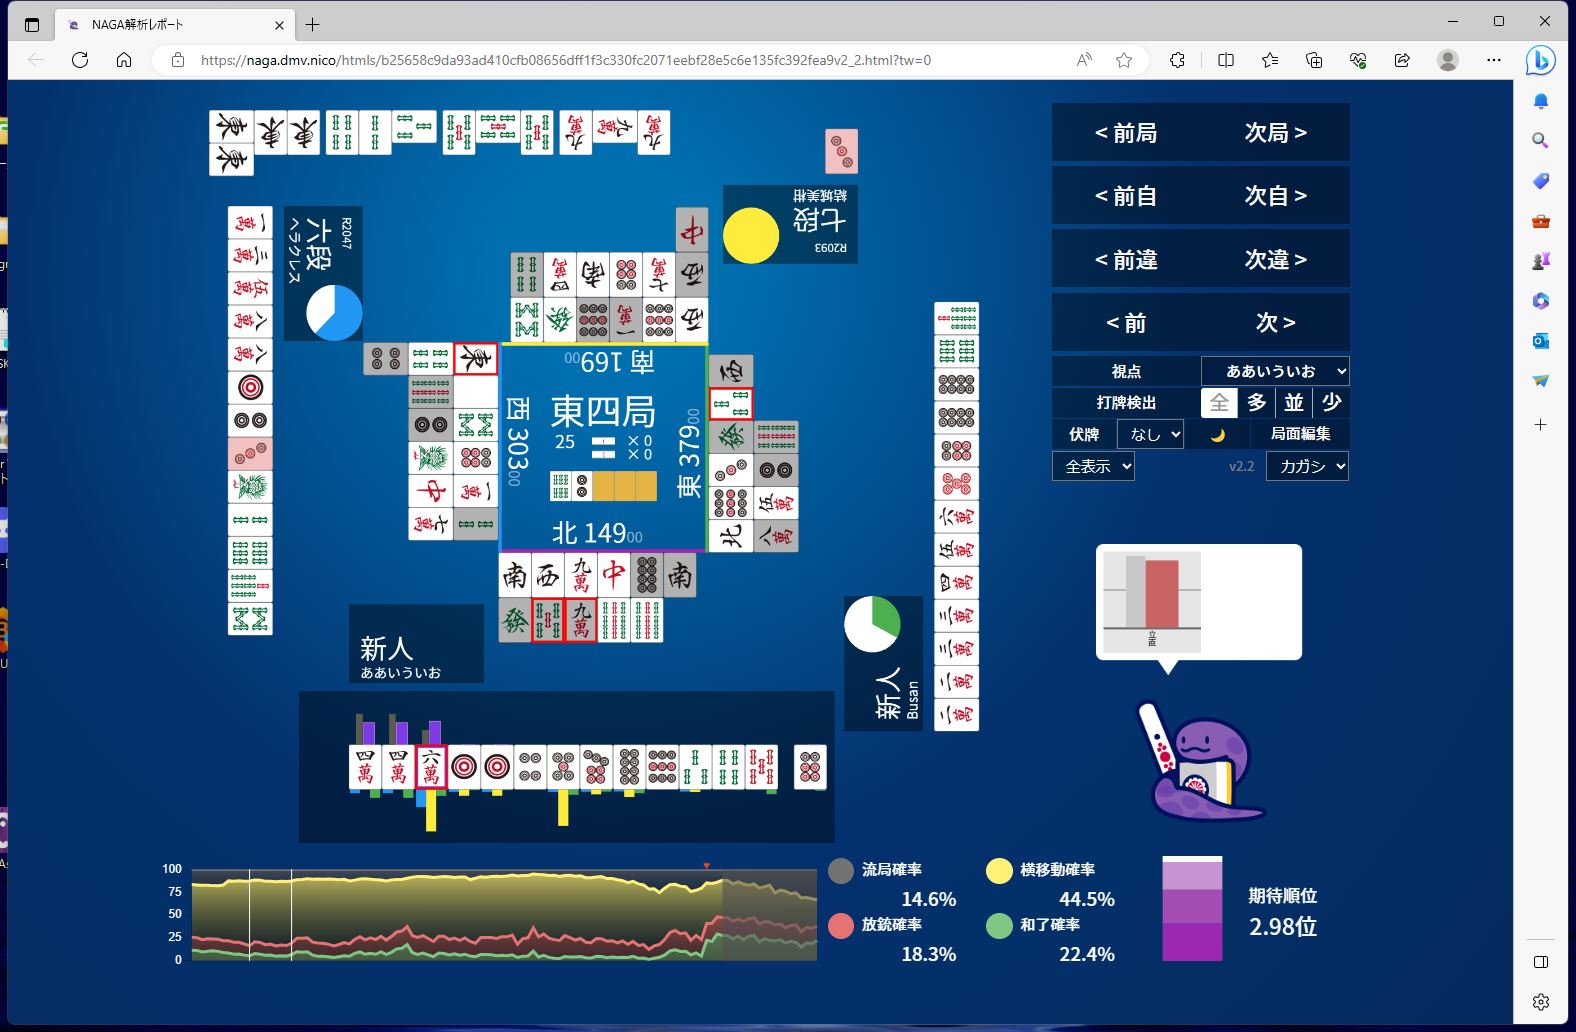 NAGA解析レポート
https://naga.dmv.nico/htmls/b25658c9da93ad410cfb08656dff1f3c330fc2071eebf28e5c6e135fc392fea9v2_2.html?tw=0
六段
R2047
ヘラクレス
七段
結城美柑
R2093
南 16900
西 30300
東四局
25
×0
×0
東 37900
北 14900
新人
ああいういお
新人
Busan
< 前局
次局 >
< 前自
次自 >
< 前違
次違 >
< 前
次 >
視点
ああいういお
打牌検出
全
多
並
少
伏牌
なし
局面編集
全表示
v2.2
カガシ
立直
100
75
50
25
0
流局確率
14.6%
横移動確率
44.5%
放銃確率
18.3%
和了確率
22.4%
期待順位
2.98位